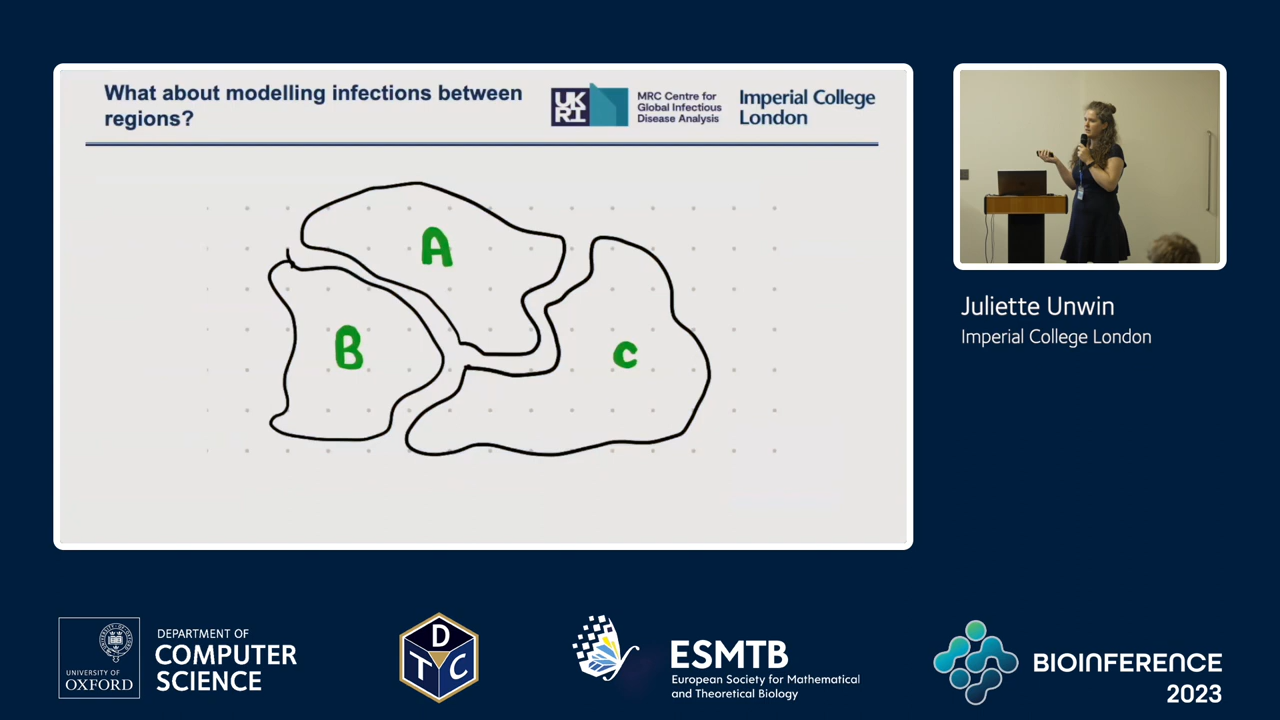 What about modelling infections between
regions?
UK
RI
MRC Centre for
Global Infectious
Disease Analysis
Imperial College
London
A
B
C
Juliette Unwin
Imperial College London
UNIVERSITY OF
OXFORD
DEPARTMENT OF
COMPUTER
SCIENCE
D
T C
ESMTB
European Society for Mathematical
and Theoretical Biology
BIOINFERENCE
2023